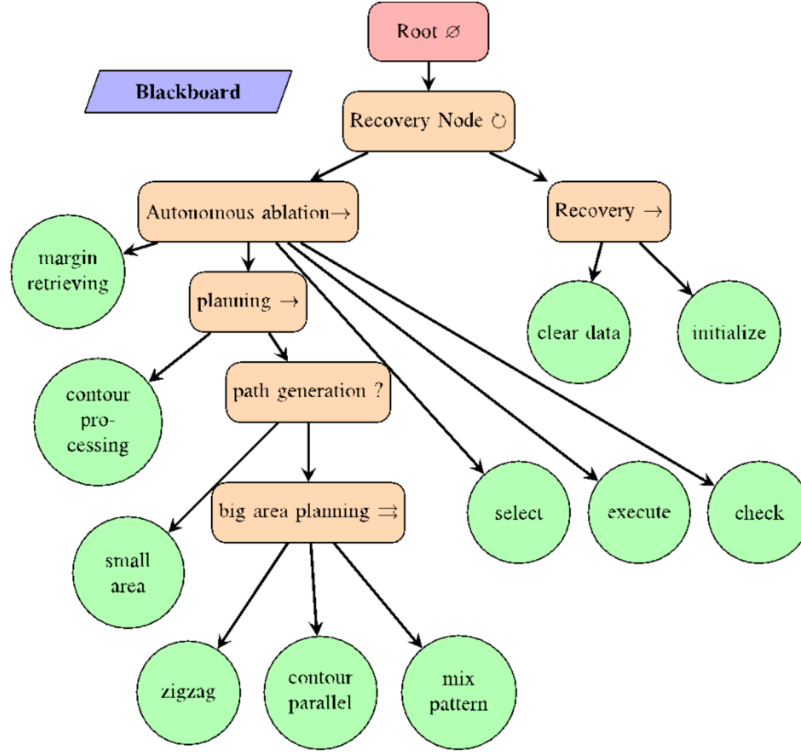 Root ∅
Blackboard
Recovery Node ↻
Autonomous ablation→
Recovery →
margin
retrieving
planning →
clear data
initialize
contour
pro-
cessing
path generation ?
big area planning ⇉
select
execute
check
small
area
zigzag
contour
parallel
mix
pattern